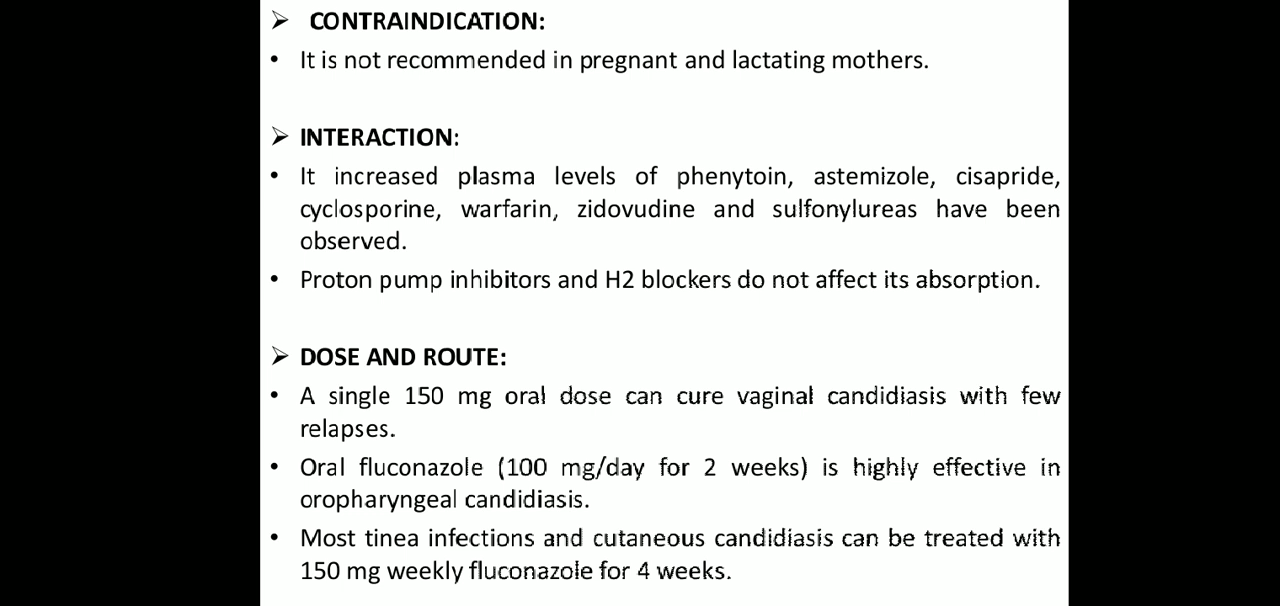 ➢ CONTRAINDICATION:
• It is not recommended in pregnant and lactating mothers.
➢ INTERACTION:
• It increased plasma levels of phenytoin, astemizole, cisapride,
cyclosporine, warfarin, zidovudine and sulfonylureas have been
observed.
• Proton pump inhibitors and H2 blockers do not affect its absorption.
➢ DOSE AND ROUTE:
• A single 150 mg oral dose can cure vaginal candidiasis with few
relapses.
• Oral fluconazole (100 mg/day for 2 weeks) is highly effective in
oropharyngeal candidiasis.
• Most tinea infections and cutaneous candidiasis can be treated with
150 mg weekly fluconazole for 4 weeks.